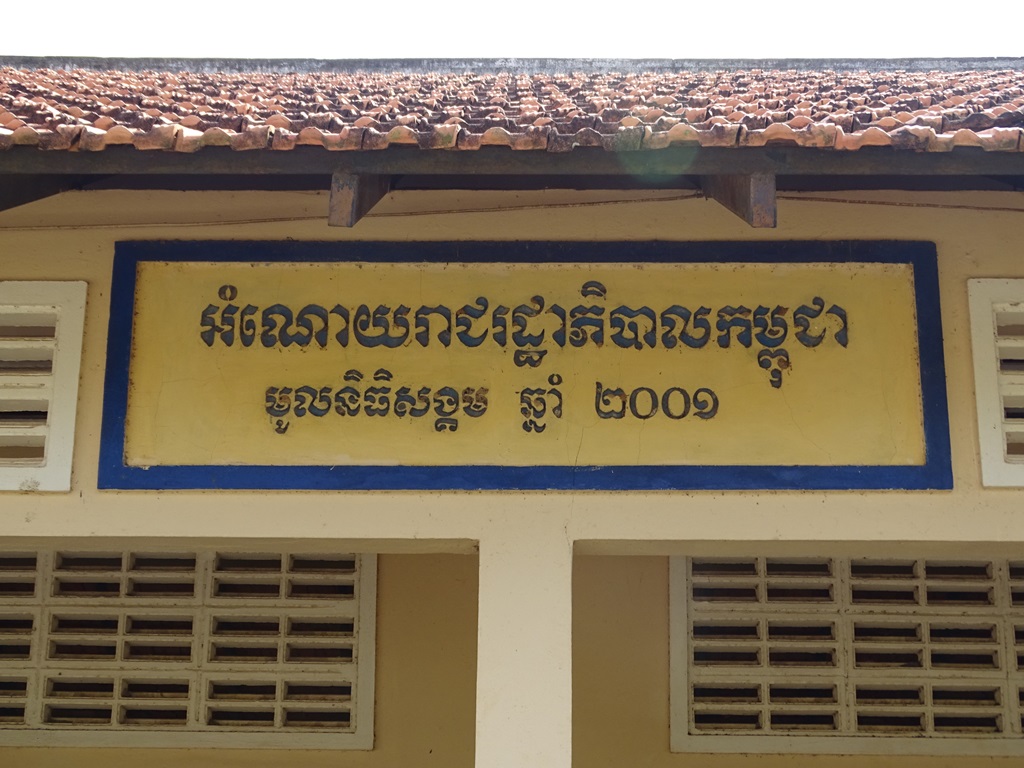 អំណោយរាជរដ្ឋាភិបាលកម្ពុជា
មូលនិធិសង្គម ឆ្នាំ ២០០១